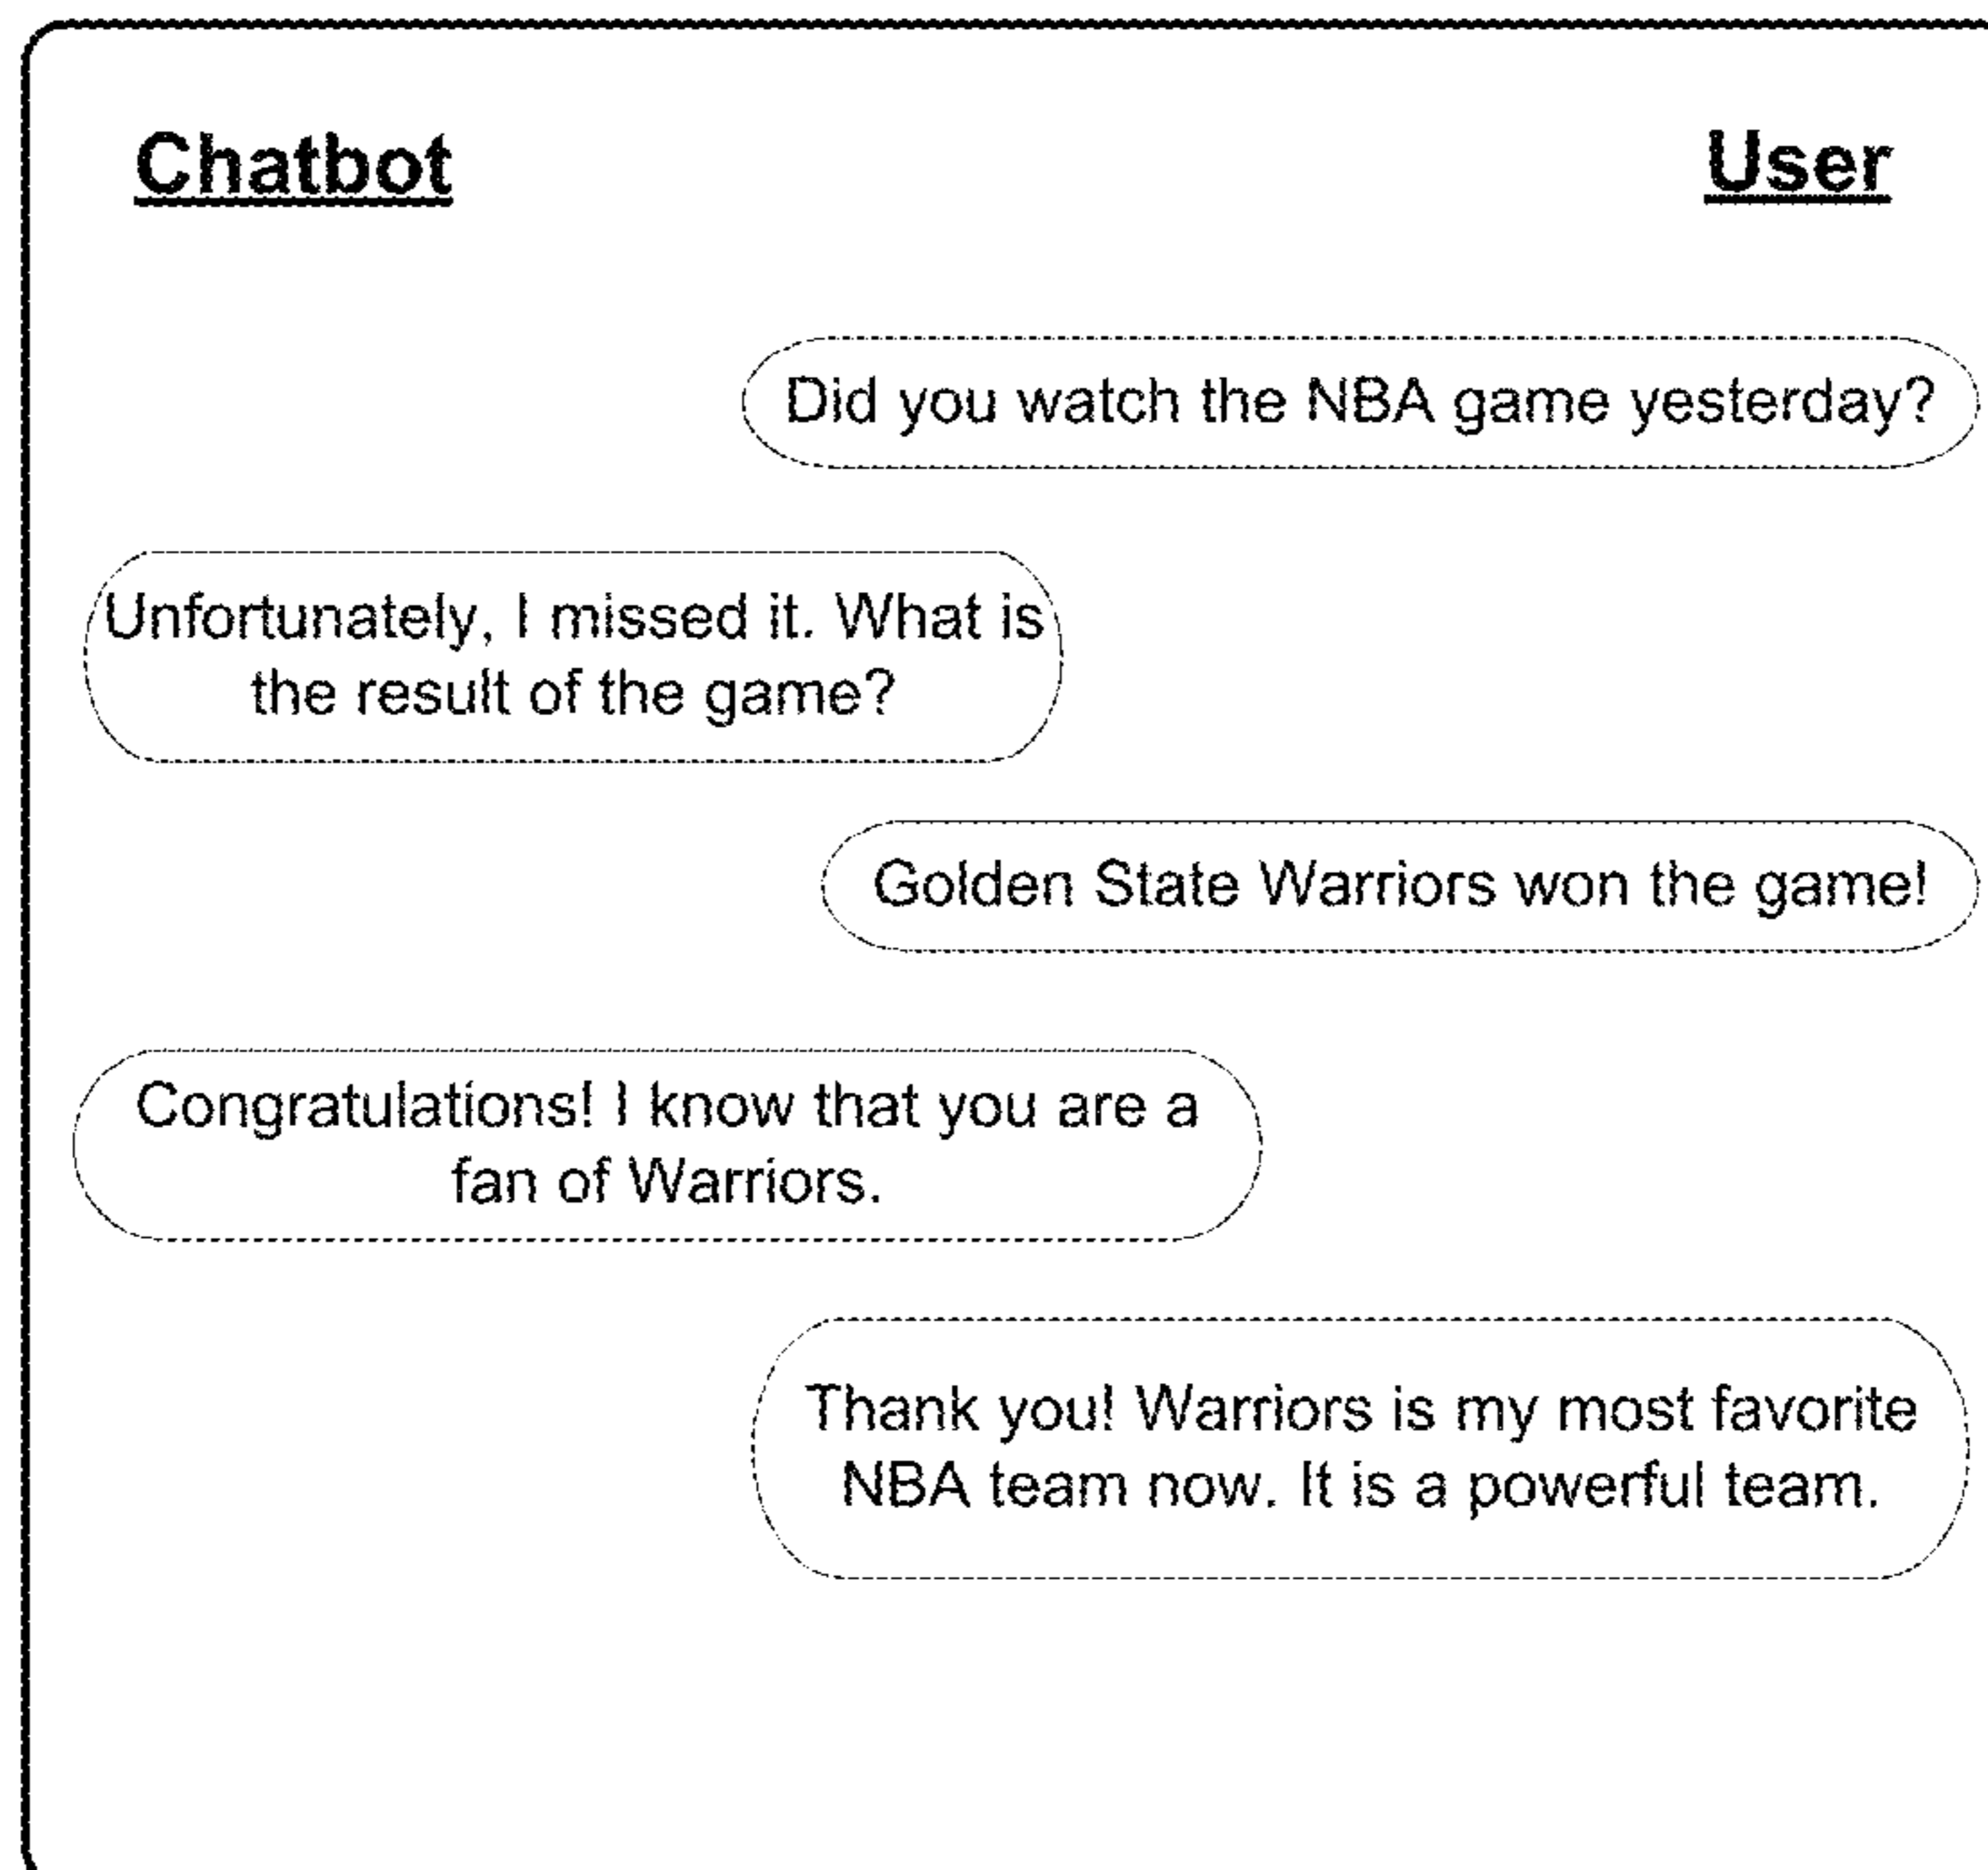 Chatbot
User
Did you watch the NBA game yesterday?
Unfortunately, I missed it. What is
the result of the game?
Golden State Warriors won the game!
Congratulations! I know that you are a
fan of Warriors.
Thank you! Warriors is my most favorite
NBA team now. It is a powerful team.